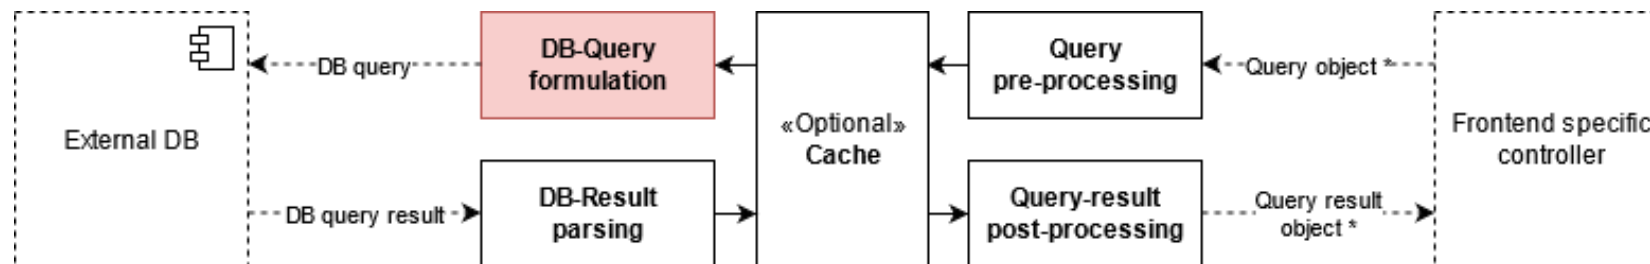 External DB
DB query
DB query result
DB-Query
formulation
DB-Result
parsing
«Optional»
Cache
Query
pre-processing
Query-result
post-processing
Query object *
Query result
object *
Frontend specific
controller